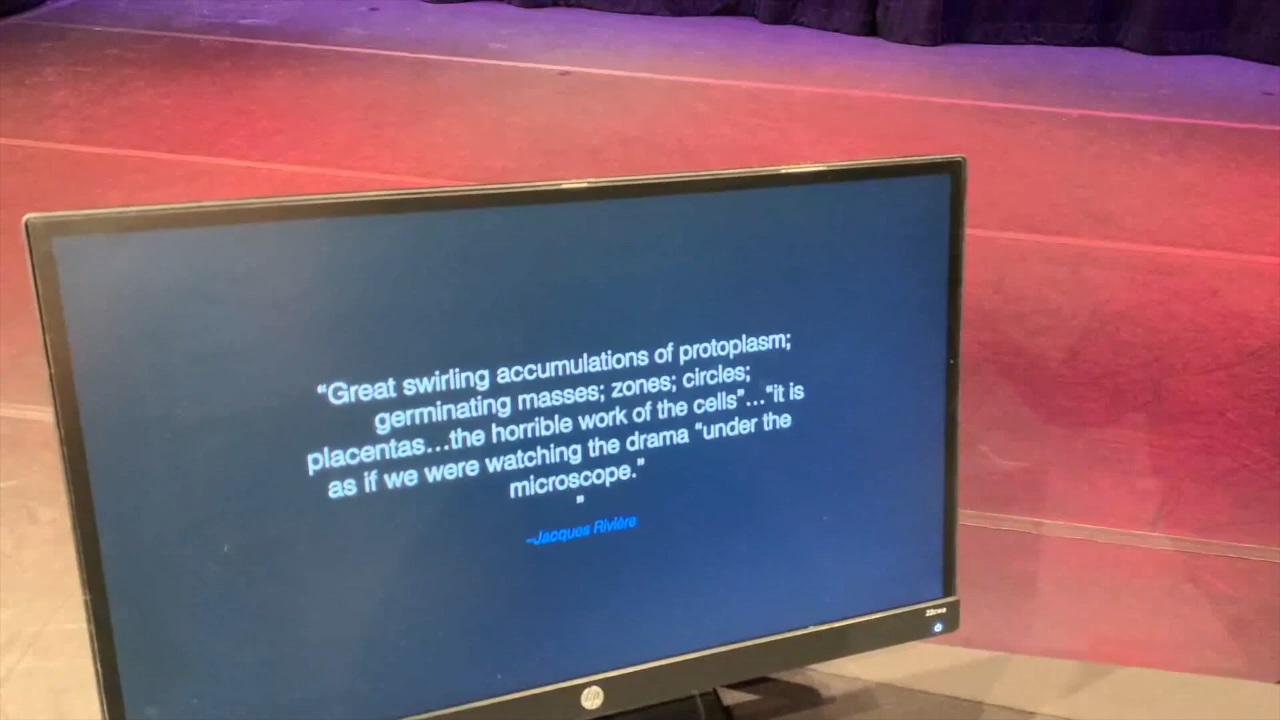 “Great swirling accumulations of protoplasm;
germinating masses; zones; circles;
placentas…the horrible work of the cells”…“it is
as if we were watching the drama “under the
microscope.”
”
–Jacques Rivière
22cwa
hp